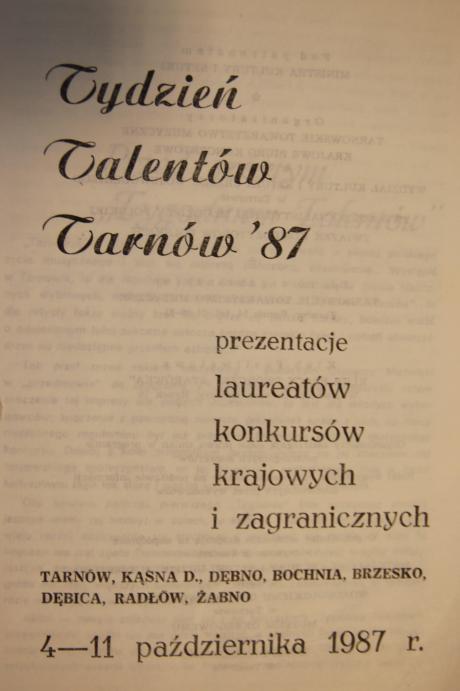 Tydzień
Talentów
Tarnów '87
prezentacje
laureatów
konkursów
krajowych
i zagranicznych
TARNÓW, KĄSNA D., DĘBNO, BOCHNIA, BRZESKO,
DĘBICA, RADŁÓW, ŻABNO
4—11 października 1987 r.